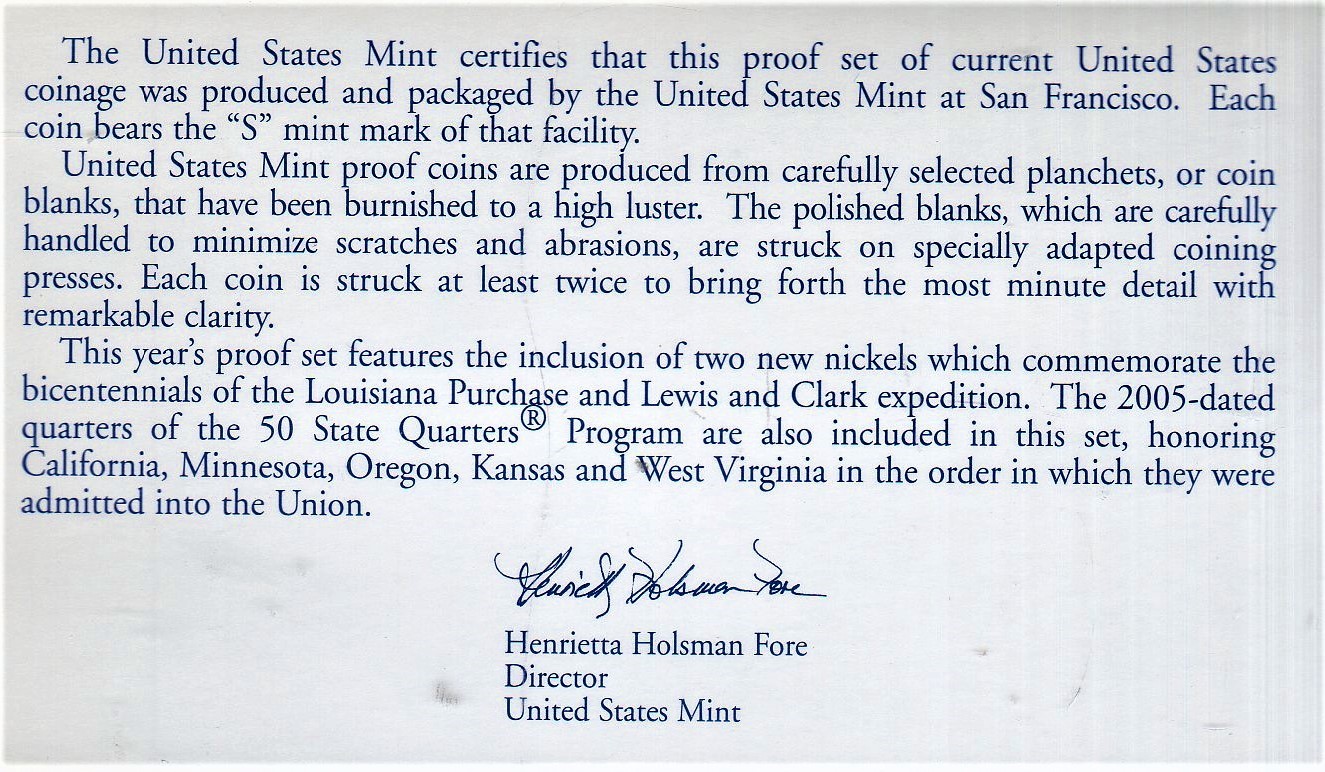 The United States Mint certifies that this proof set of current United States
coinage was produced and packaged by the United States Mint at San Francisco. Each
coin bears the “S” mint mark of that facility.
United States Mint proof coins are produced from carefully selected planchets, or coin
blanks, that have been burnished to a high luster. The polished blanks, which are carefully
handled to minimize scratches and abrasions, are struck on specially adapted coining
presses. Each coin is struck at least twice to bring forth the most minute detail with
remarkable clarity.
This year’s proof set features the inclusion of two new nickels which commemorate the
bicentennials of the Louisiana Purchase and Lewis and Clark expedition. The 2005-dated
quarters of the 50 State Quarters® Program are also included in this set, honoring
California, Minnesota, Oregon, Kansas and West Virginia in the order in which they were
admitted into the Union.
Henrietta Holsman Fore
Henrietta Holsman Fore
Director
United States Mint